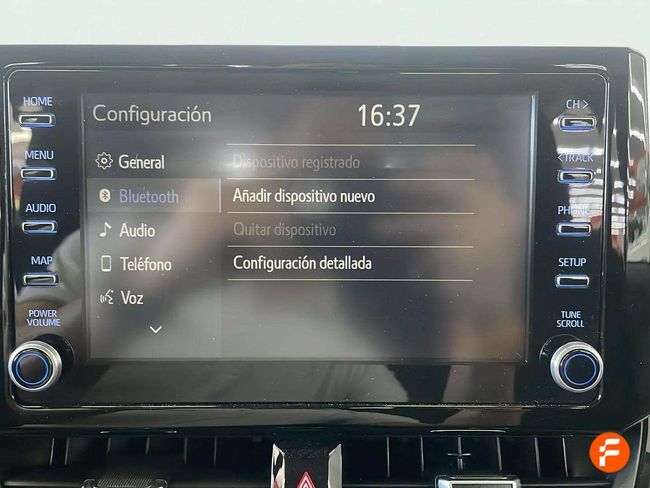 HOME
MENU
AUDIO
MAP
POWER
VOLUME
Configuración 16:37
General
Bluetooth
Audio
Teléfono
Voz
Dispositivo registrado
Añadir dispositivo nuevo
Quitar dispositivo
Configuración detallada
CH >
< TRACK
PHONE
SETUP
TUNE
SCROLL